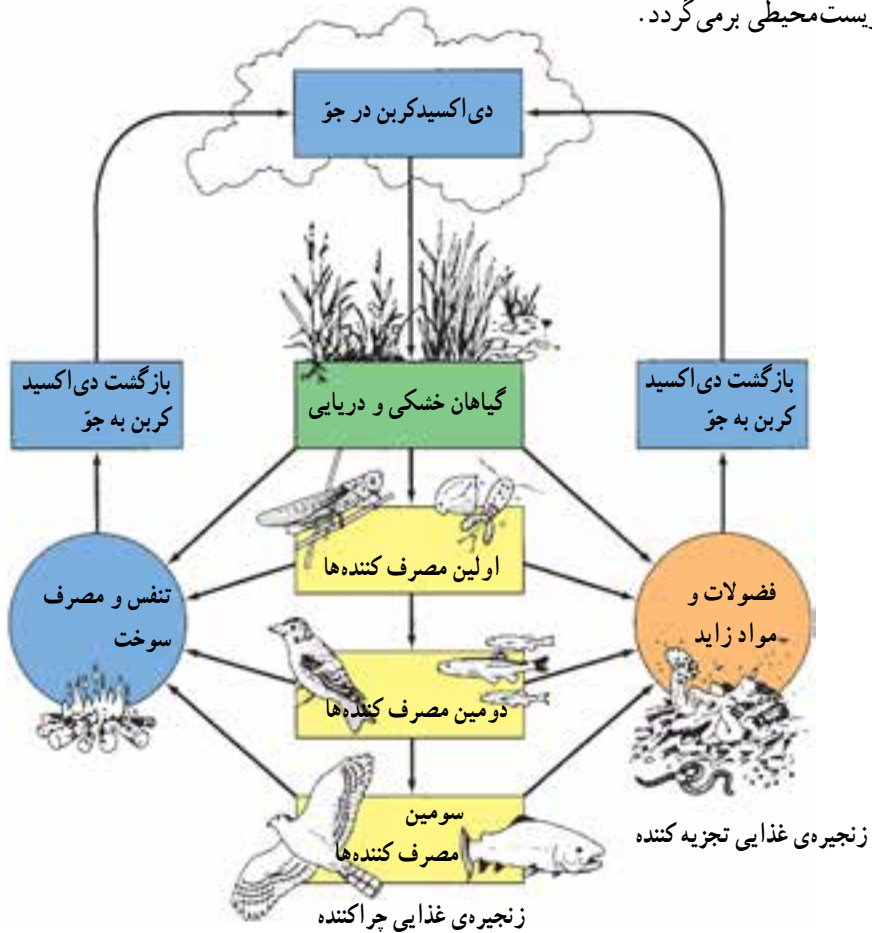 زیست‌محیطی برمی‌گردد.
دی‌اکسیدکربن در جوّ
گیاهان خشکی و دریایی
بازگشت دی‌اکسید
کربن به جوّ
بازگشت دی‌اکسید
کربن به جوّ
اولین مصرف کننده‌ها
فضولات و
مواد زاید
تنفس و مصرف
سوخت
دومین مصرف کننده‌ها
سومین
مصرف کننده‌ها
زنجیره‌ی غذایی تجزیه کننده
زنجیره‌ی غذایی چراکننده